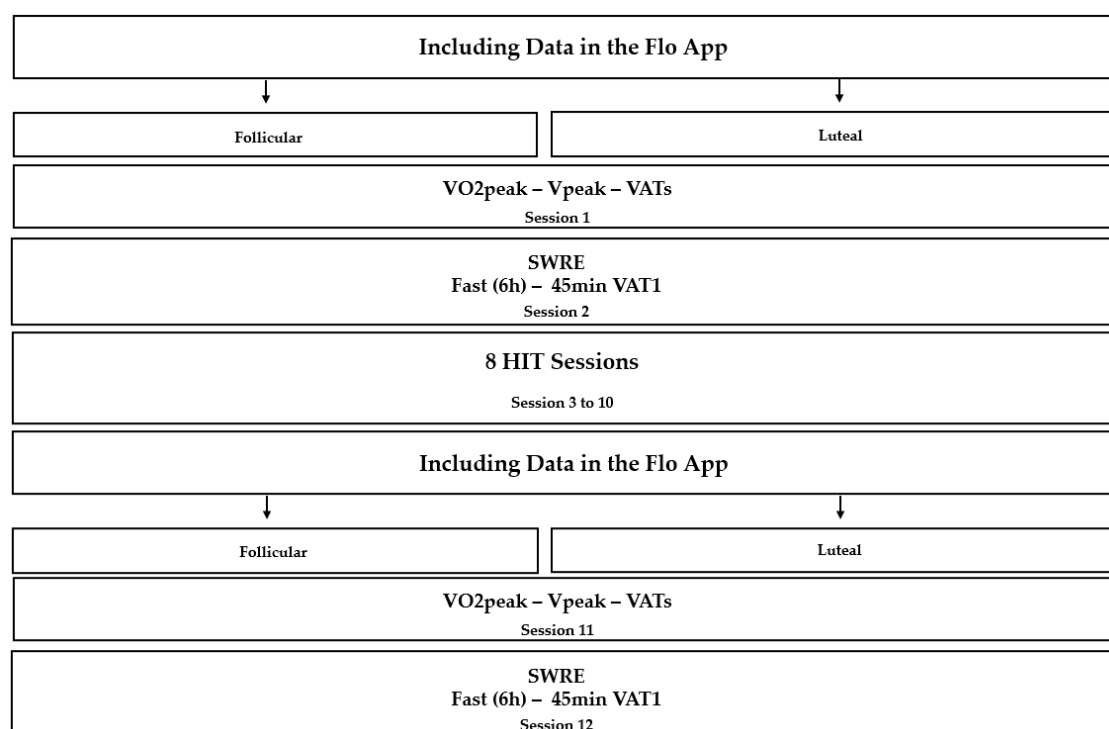 Including Data in the Flo App
Follicular
Luteal
VO2peak – Vpeak – VATs
Session 1
SWRE
Fast (6h) – 45min VAT1
Session 2
8 HIT Sessions
Session 3 to 10
Including Data in the Flo App
Follicular
Luteal
VO2peak – Vpeak – VATs
Session 11
SWRE
Fast (6h) – 45min VAT1
Session 12